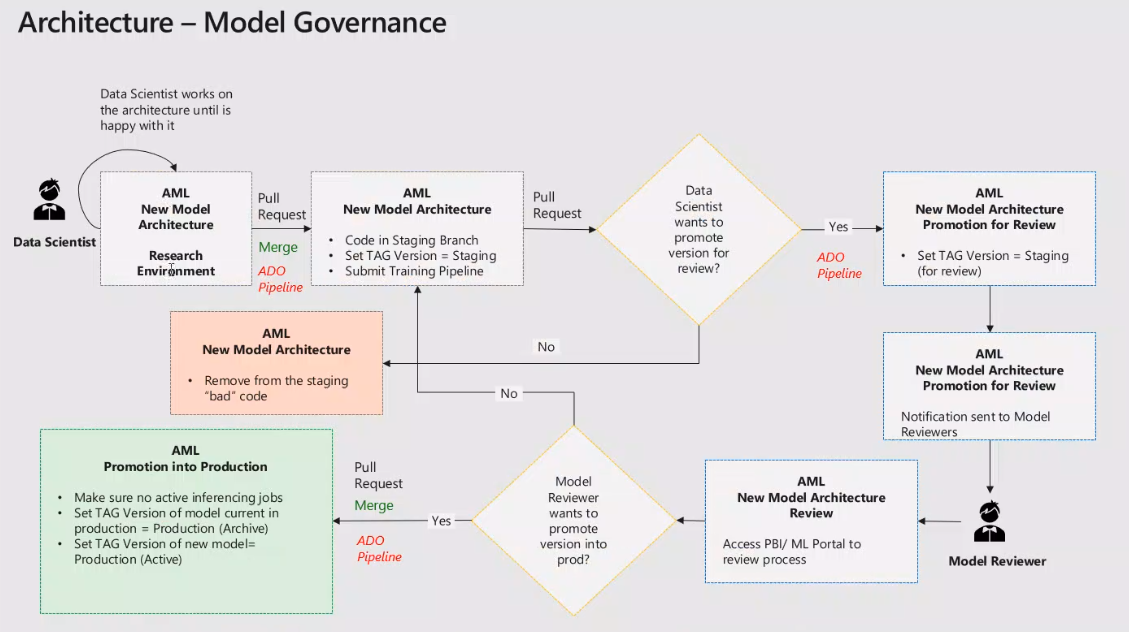 Architecture – Model Governance
Data Scientist works on
the architecture until is
happy with it
Data Scientist
AML
New Model
Architecture
Research
Environment
Pull
Request
Merge
ADO
Pipeline
AML
New Model Architecture
• Code in Staging Branch
• Set TAG Version = Staging
• Submit Training Pipeline
Pull
Request
Data
Scientist
wants to
promote
version for
review?
Yes
ADO
Pipeline
AML
New Model Architecture
Promotion for Review
• Set TAG Version = Staging
(for review)
No
AML
New Model Architecture
• Remove from the staging
"bad" code
AML
New Model Architecture
Promotion for Review
Notification sent to Model
Reviewers
Model Reviewer
AML
New Model Architecture
Review
Access PBI/ ML Portal to
review process
Model
Reviewer
wants to
promote
version into
prod?
No
Yes
Pull
Request
Merge
ADO
Pipeline
AML
Promotion into Production
• Make sure no active inferencing jobs
• Set TAG Version of model current in
production = Production (Archive)
• Set TAG Version of new model=
Production (Active)